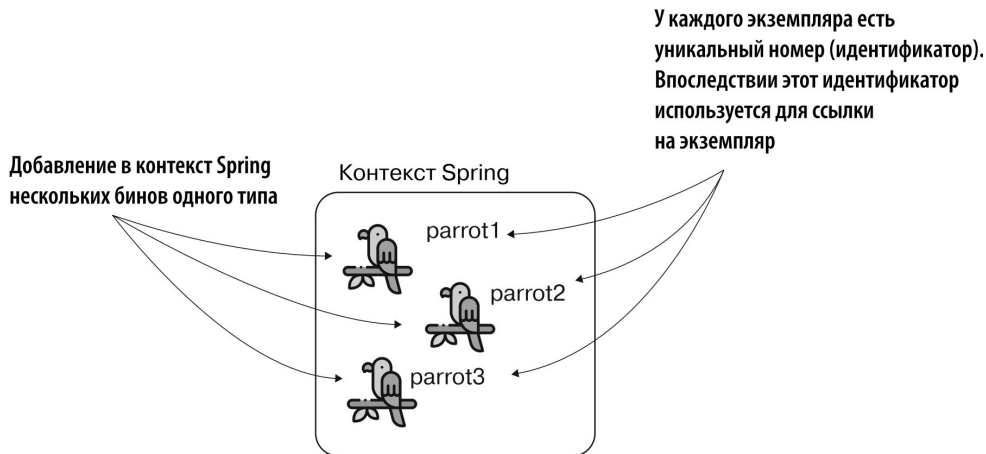 У каждого экземпляра есть
уникальный номер (идентификатор).
Впоследствии этот идентификатор
используется для ссылки
на экземпляр
Добавление в контекст Spring
нескольких бинов одного типа
Контекст Spring
parrot1
parrot2
parrot3